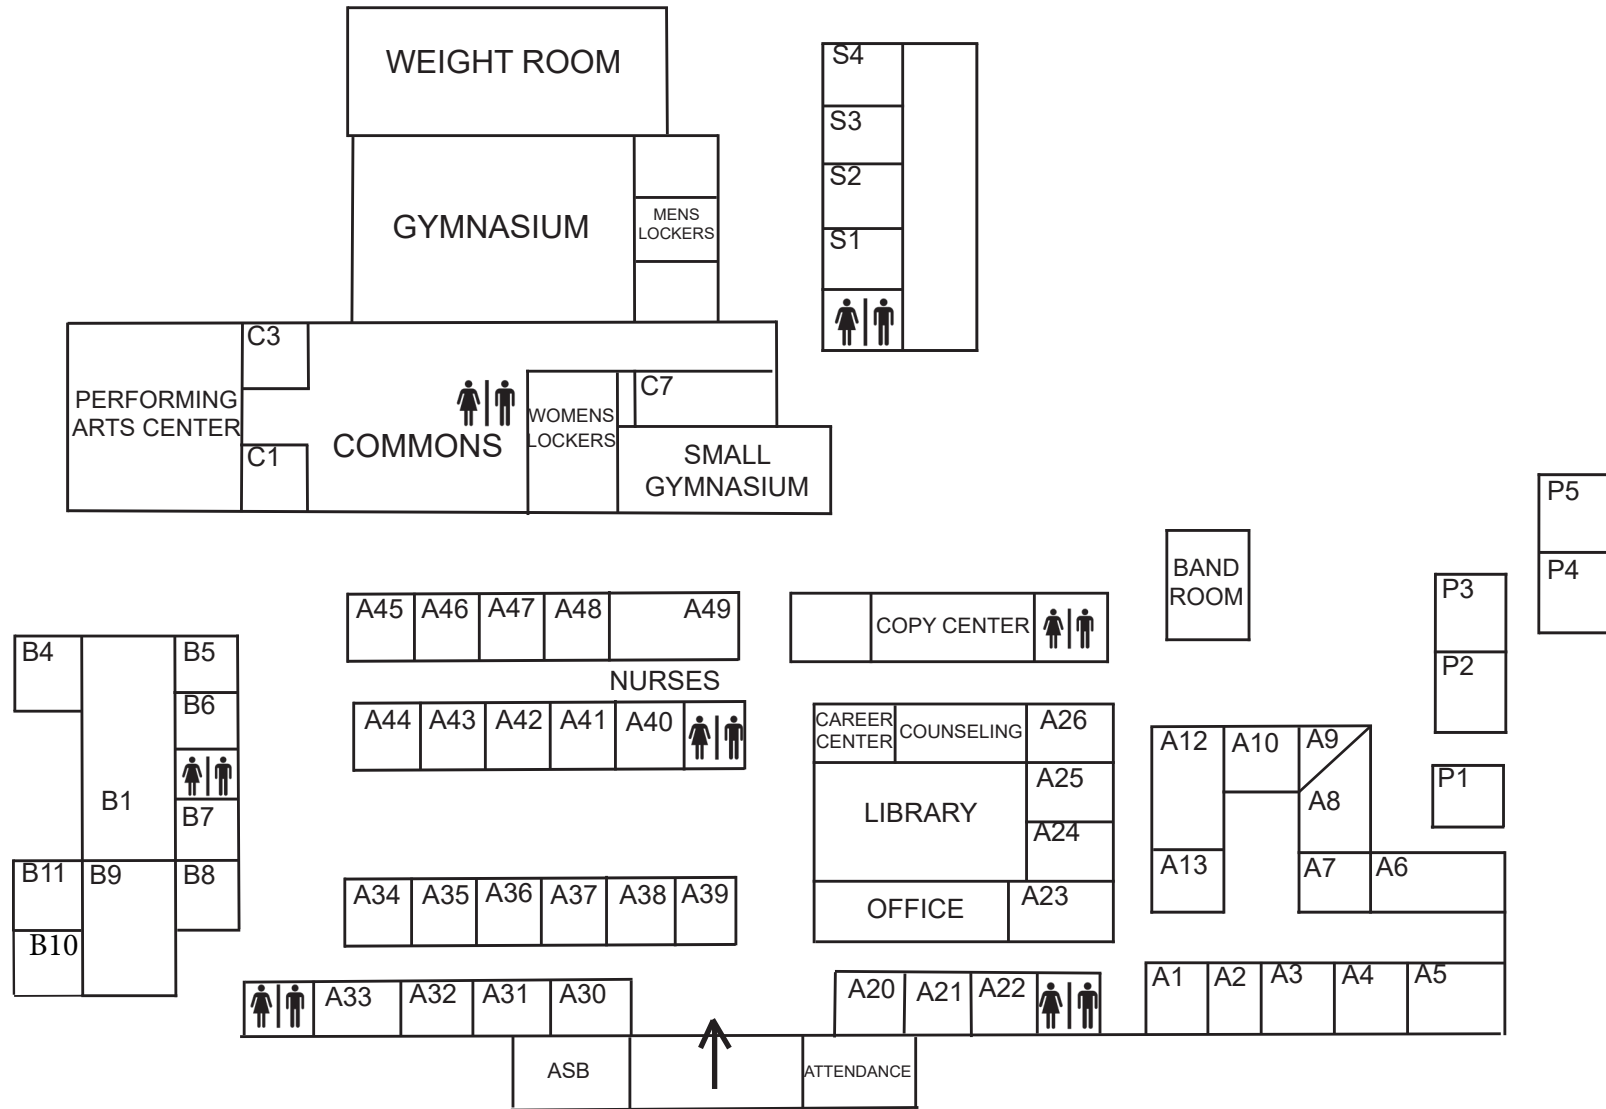 WEIGHT ROOM
GYMNASIUM
MENS
LOCKERS
S4
S3
S2
S1
PERFORMING
ARTS CENTER
C3
C1
COMMONS
WOMENS
LOCKERS
C7
SMALL
GYMNASIUM
P5
P4
BAND
ROOM
P3
P2
P1
A45 A46 A47 A48 A49
COPY CENTER
NURSES
A44 A43 A42 A41 A40
B4
B5
B6
B1
B7
B11 B9 B8
B10
CAREER
CENTER
COUNSELING
A26
LIBRARY
A25
A24
OFFICE
A23
A12 A10 A9
A8
A13 A7 A6
A34 A35 A36 A37 A38 A39
A33 A32 A31 A30
A20 A21 A22
A1 A2 A3 A4 A5
ASB
ATTENDANCE